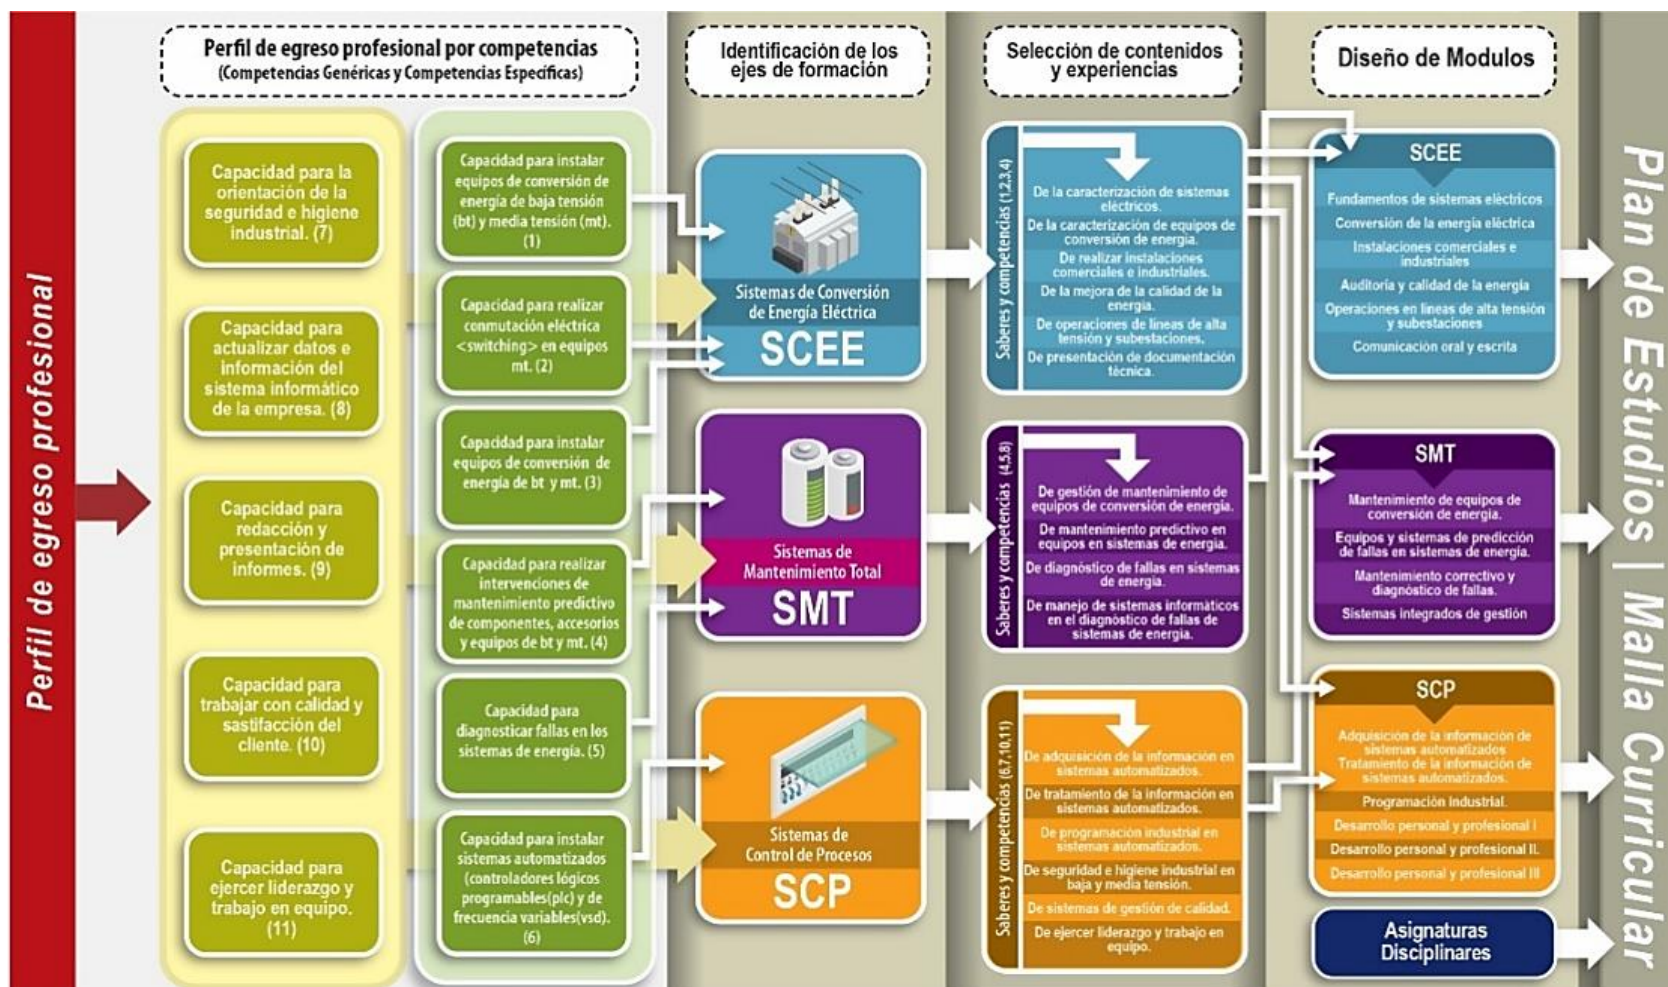 Perfil de egreso profesional
Perfil de egreso profesional por competencias
(Competencias Genéricas y Competencias Específicas)
Capacidad para la
orientación de la
seguridad e higiene
industrial. (7)
Capacidad para
actualizar datos e
información del
sistema informático
de la empresa. (8)
Capacidad para
redacción y
presentación de
informes. (9)
Capacidad para
trabajar con calidad y
sastifacción del
cliente. (10)
Capacidad para
ejercer liderazgo y
trabajo en equipo.
(11)
Capacidad para instalar
equipos de conversión de
energía de baja tensión
(bt) y media tensión (mt).
(1)
Capacidad para realizar
conmutación eléctrica
<switching> en equipos
mt. (2)
Capacidad para instalar
equipos de conversión de
energía de bt y mt. (3)
Capacidad para realizar
intervenciones de
mantenimiento predictivo
de componentes, accesorios
y equipos de bt y mt. (4)
Capacidad para
diagnosticar fallas en los
sistemas de energía. (5)
Capacidad para instalar
sistemas automatizados
(controladores lógicos
programables(plc) y de
frecuencia variables(vsd).
(6)
Identificación de los
ejes de formación
Sistemas de Conversión
de Energía Eléctrica
SCEE
Sistemas de
Mantenimiento Total
SMT
Sistemas de
Control de Procesos
SCP
Selección de contenidos
y experiencias
Saberes y competencias (1,2,3,4)
De la caracterización de sistemas
eléctricos.
De la caracterización de equipos de
conversión de energía.
De realizar instalaciones
comerciales e industriales.
De la mejora de la calidad de la
energía.
De operaciones de líneas de alta
tensión y subestaciones.
De presentación de documentación
técnica.
Saberes y competencias (4,5.8)
De gestión de mantenimiento de
equipos de conversión de energía.
De mantenimiento predictivo en
equipos en sistemas de energía.
De diagnóstico de fallas en sistemas
de energía.
De manejo de sistemas informáticos
en el diagnóstico de fallas de
sistemas de energía.
Saberes y competencias (6,7,10,11)
De adquisición de la información en
sistemas automatizados.
De tratamiento de la información en
sistemas automatizados.
De programación industrial en
sistemas automatizados.
De seguridad e higiene industrial en
baja y media tensión.
De sistemas de gestión de calidad.
De ejercer liderazgo y trabajo en
equipo.
Diseño de Modulos
SCEE
Fundamentos de sistemas eléctricos
Conversión de la energía eléctrica
Instalaciones comerciales e
industriales
Auditoría y calidad de la energía
Operaciones en líneas de alta tensión
y subestaciones
Comunicación oral y escrita
SMT
Mantenimiento de equipos de
conversión de energía.
Equipos y sistemas de predicción
de fallas en sistemas de energía.
Mantenimiento correctivo y
diagnóstico de fallas.
Sistemas integrados de gestión
SCP
Adquisición de la información de
sistemas automatizados
Tratamiento de la información de
sistemas automatizados.
Programación Industrial.
Desarrollo personal y profesional I
Desarrollo personal y profesional II.
Desarrollo personal y profesional III
Asignaturas
Disciplinares
Plan de Estudios | Malla Curricular